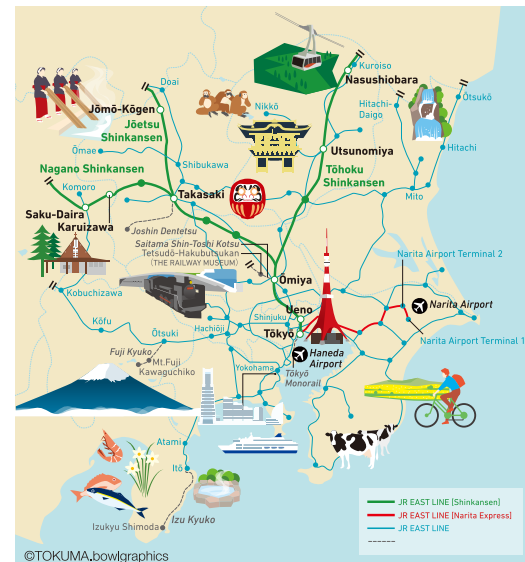 Doai
Jōmō-Kōgen
Jōetsu
Shinkansen
Kuroiso
Nasushiobara
Nikkō
Hitachi-
Daigo
Ōtsukō
Ōmae
Shibukawa
Utsunomiya
Hitachi
Nagano Shinkansen
Tōhoku
Shinkansen
Komoro
Takasaki
Mito
Saku-Daira
Karuizawa
Joshin Dentetsu
Saitama Shin-Toshi Kotsu
Tetsudō-Hakubutsukan
(THE RAILWAY MUSEUM)
Narita Airport Terminal 2
Ōmiya
Kobuchizawa
Ueno
Narita Airport
Shinjuku
Kōfu
Hachiōji
Ōtsuki
Tōkyō
Narita Airport Terminal 1
Fuji Kyuko
Mt.Fuji
Kawaguchiko
Haneda
Airport
Yokohama
Tōkyō
Monorail
Atami
Itō
Izu Kyuko
Izukyu Shimoda
JR EAST LINE [Shinkansen]
JR EAST LINE [Narita Express]
JR EAST LINE
©TOKUMA.bowlgraphics